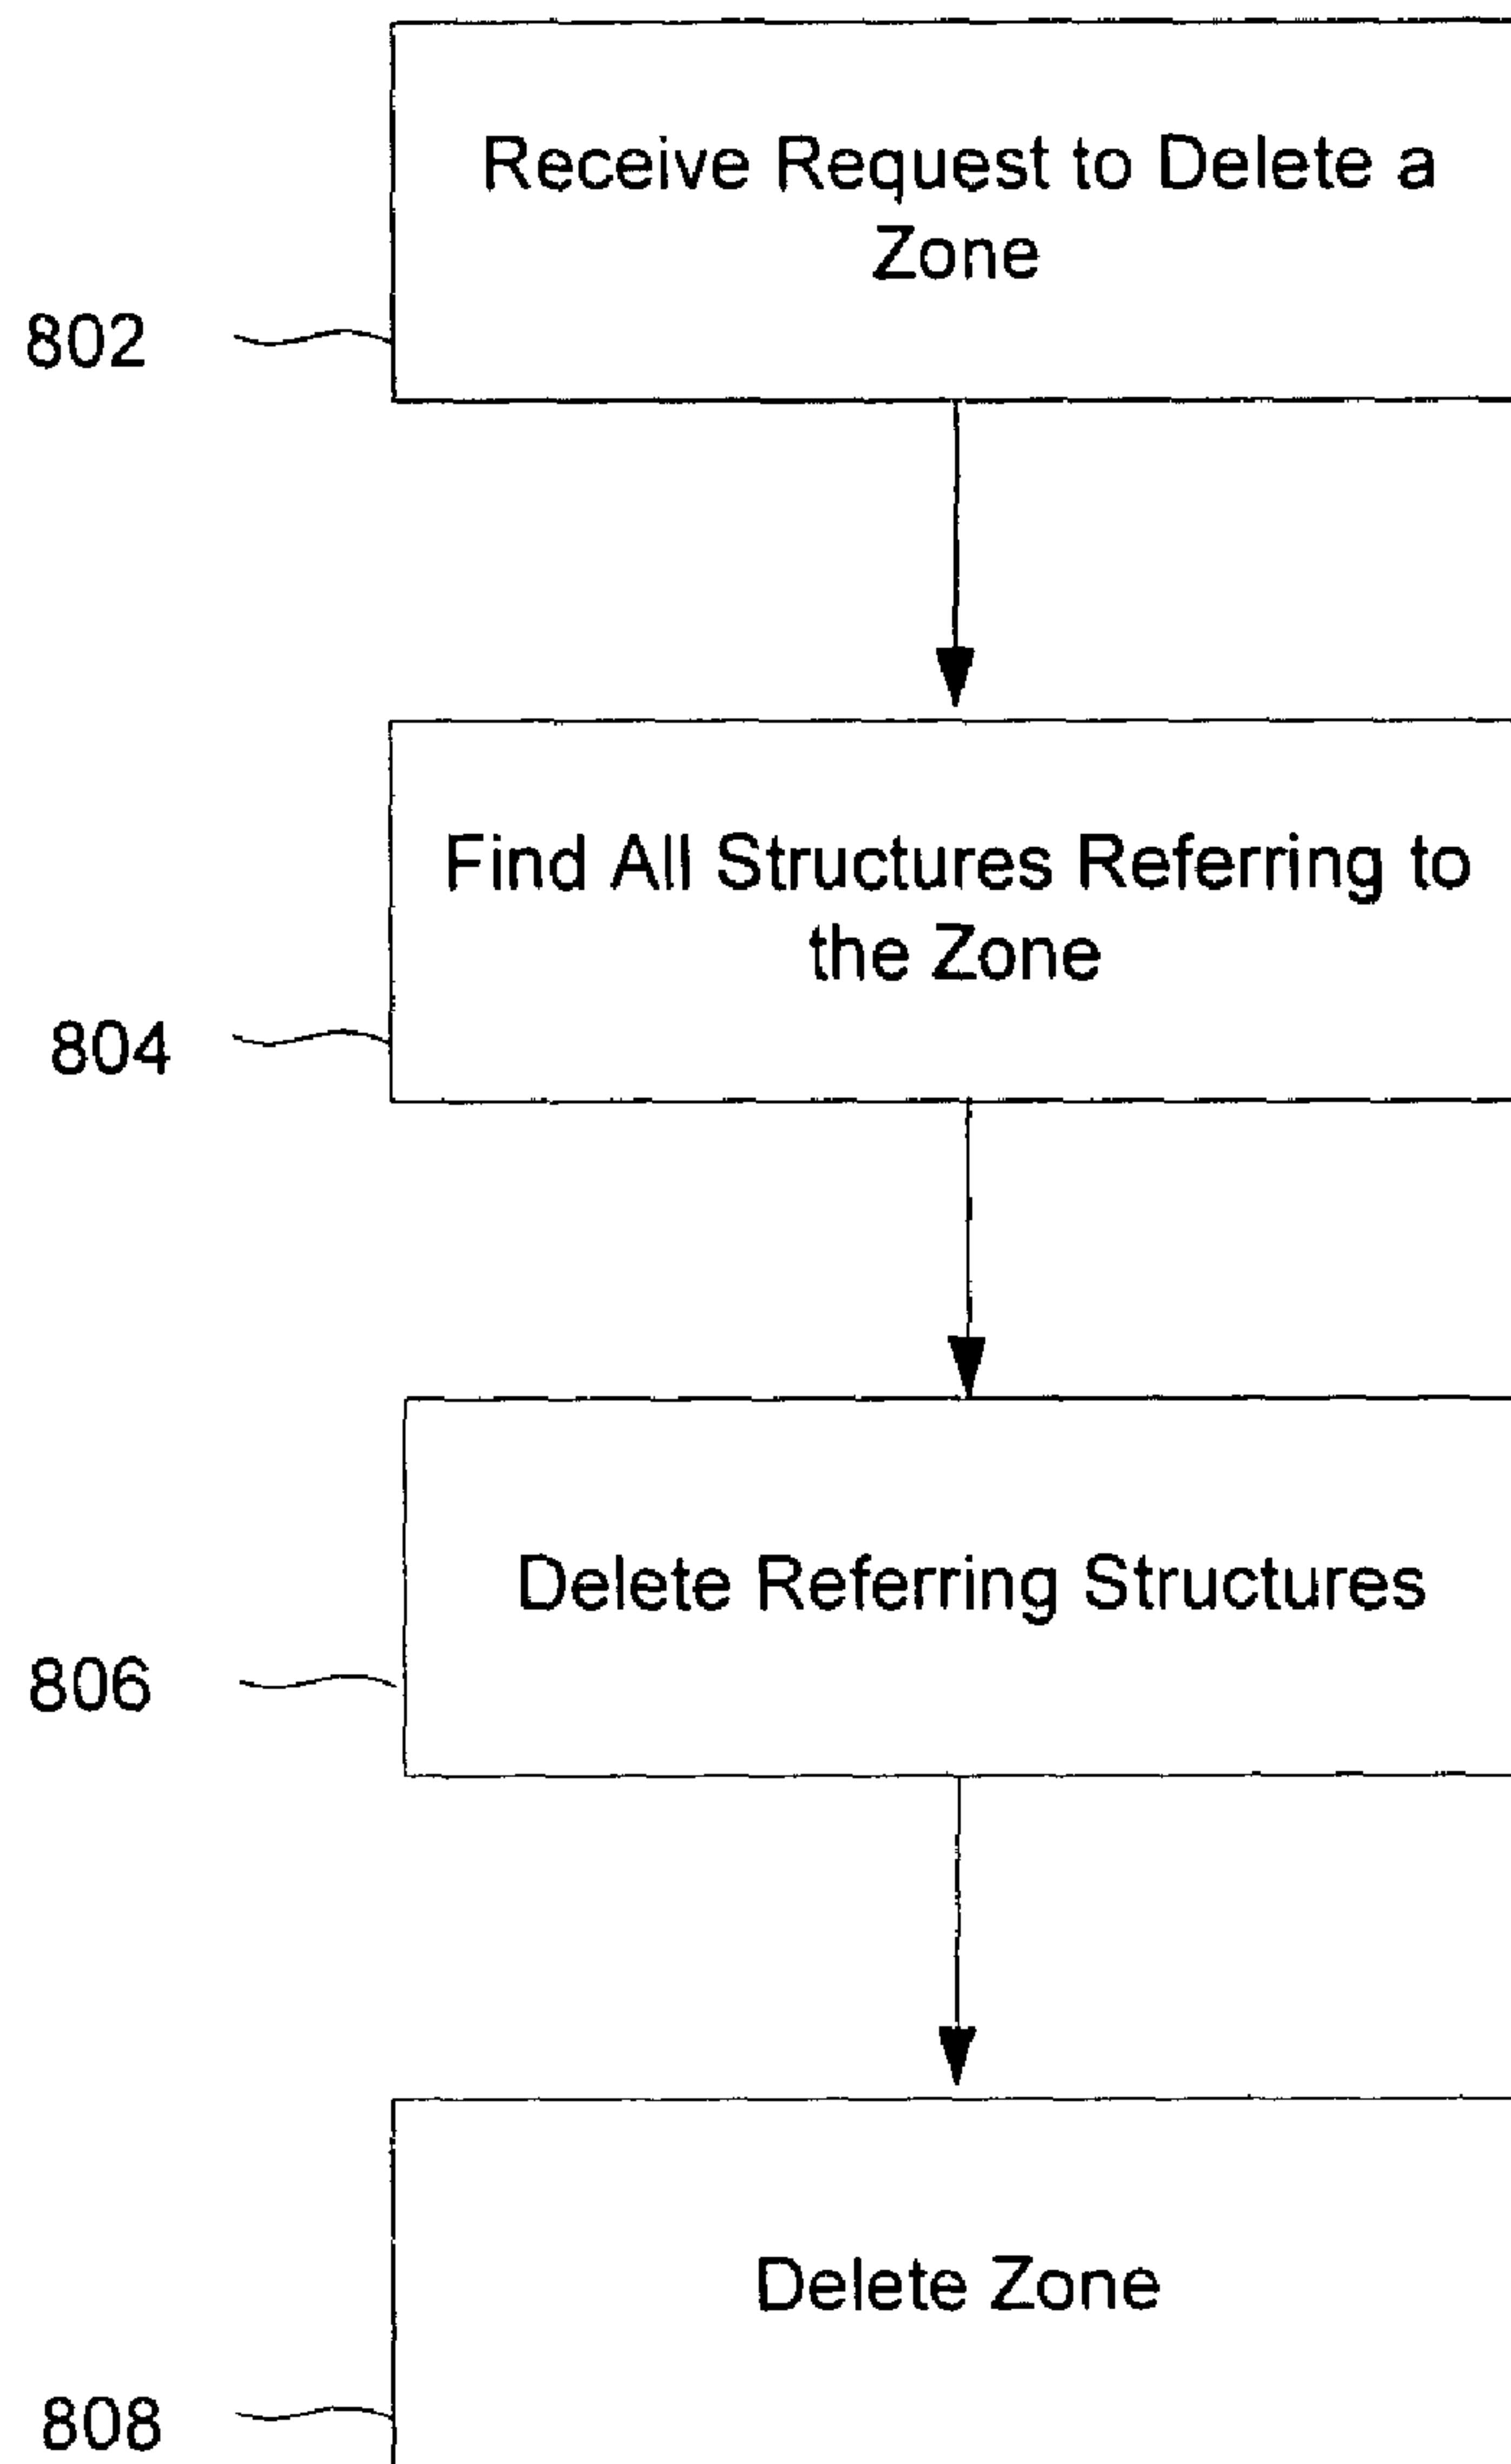 Receive Request to Delete a
Zone
802
Find All Structures Referring to
the Zone
804
Delete Referring Structures
806
Delete Zone
808